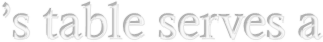 ’s table serves a